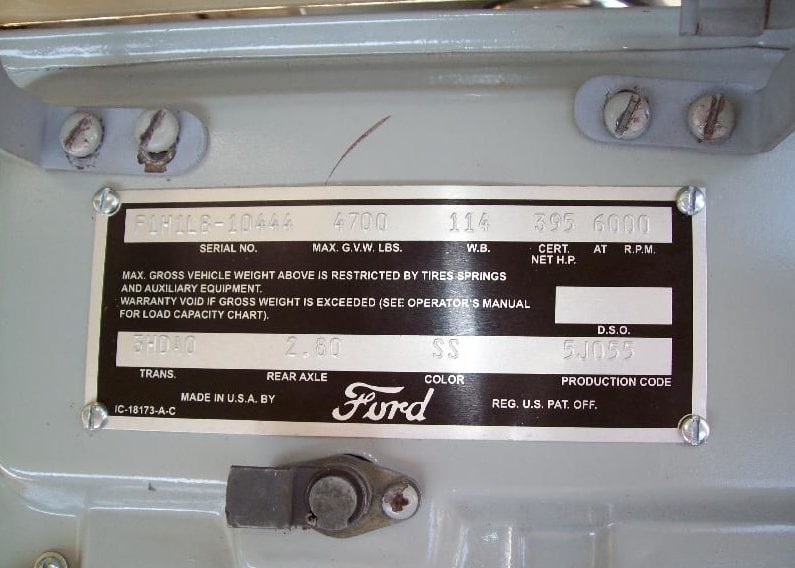 F1H1LB-10444 4700 114 395 6000
SERIAL NO. MAX. G.V.W. LBS. W.B. CERT. NET H.P. AT R.P.M.
MAX. GROSS VEHICLE WEIGHT ABOVE IS RESTRICTED BY TIRES SPRINGS
AND AUXILIARY EQUIPMENT.
WARRANTY VOID IF GROSS WEIGHT IS EXCEEDED (SEE OPERATOR'S MANUAL
FOR LOAD CAPACITY CHART).
D.S.O.
2.80 SS 5J055
TRANS. REAR AXLE COLOR PRODUCTION CODE
MADE IN U.S.A. BY Ford REG. U.S. PAT. OFF.
IC-18173-A-C